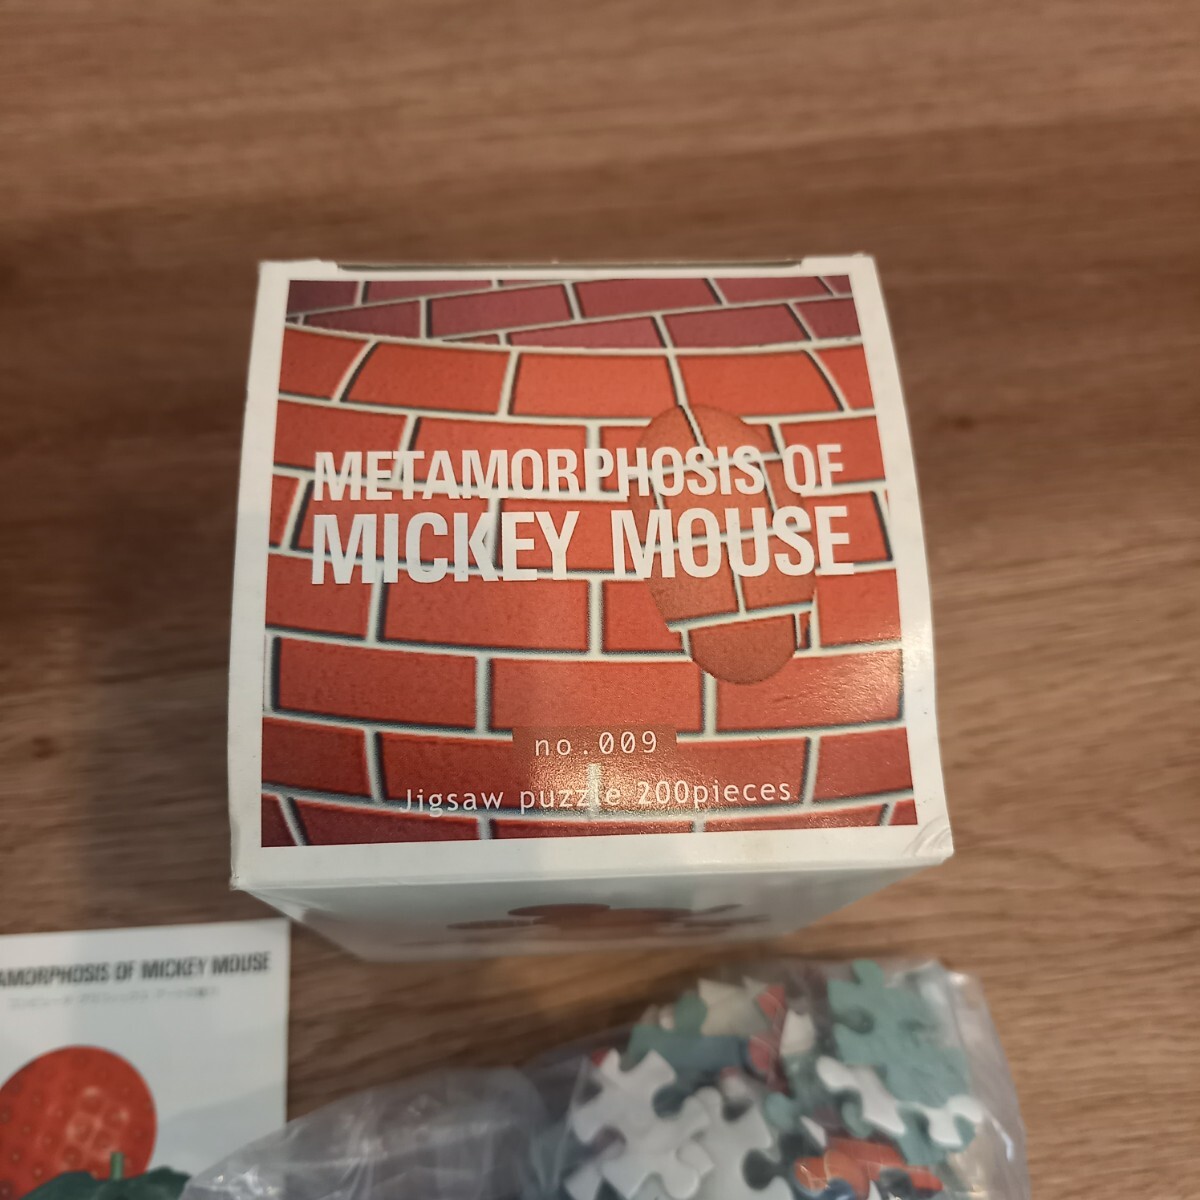 METAMORPHOSIS OF
MICKEY MOUSE
no.009
Jigsaw puzzle 200pieces
AMORPHOSIS OF MICKEY MOUSE